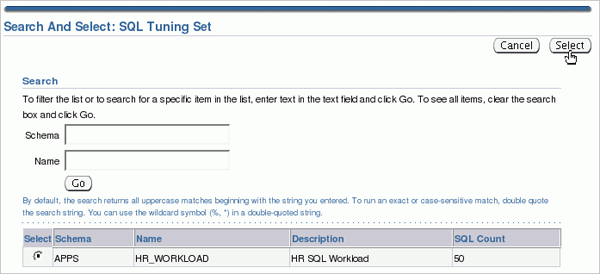 Search And Select: SQL Tuning Set
Cancel Select
Search
To filter the list or to search for a specific item in the list, enter text in the text field and click Go. To see all items, clear the search
box and click Go.
Schema
Name
Go
By default, the search returns all uppercase matches beginning with the string you entered. To run an exact or case-sensitive match, double quote
the search string. You can use the wildcard symbol (%, *) in a double-quoted string.
Select Schema Name Description SQL Count
APPS HR_WORKLOAD HR SQL Workload 50